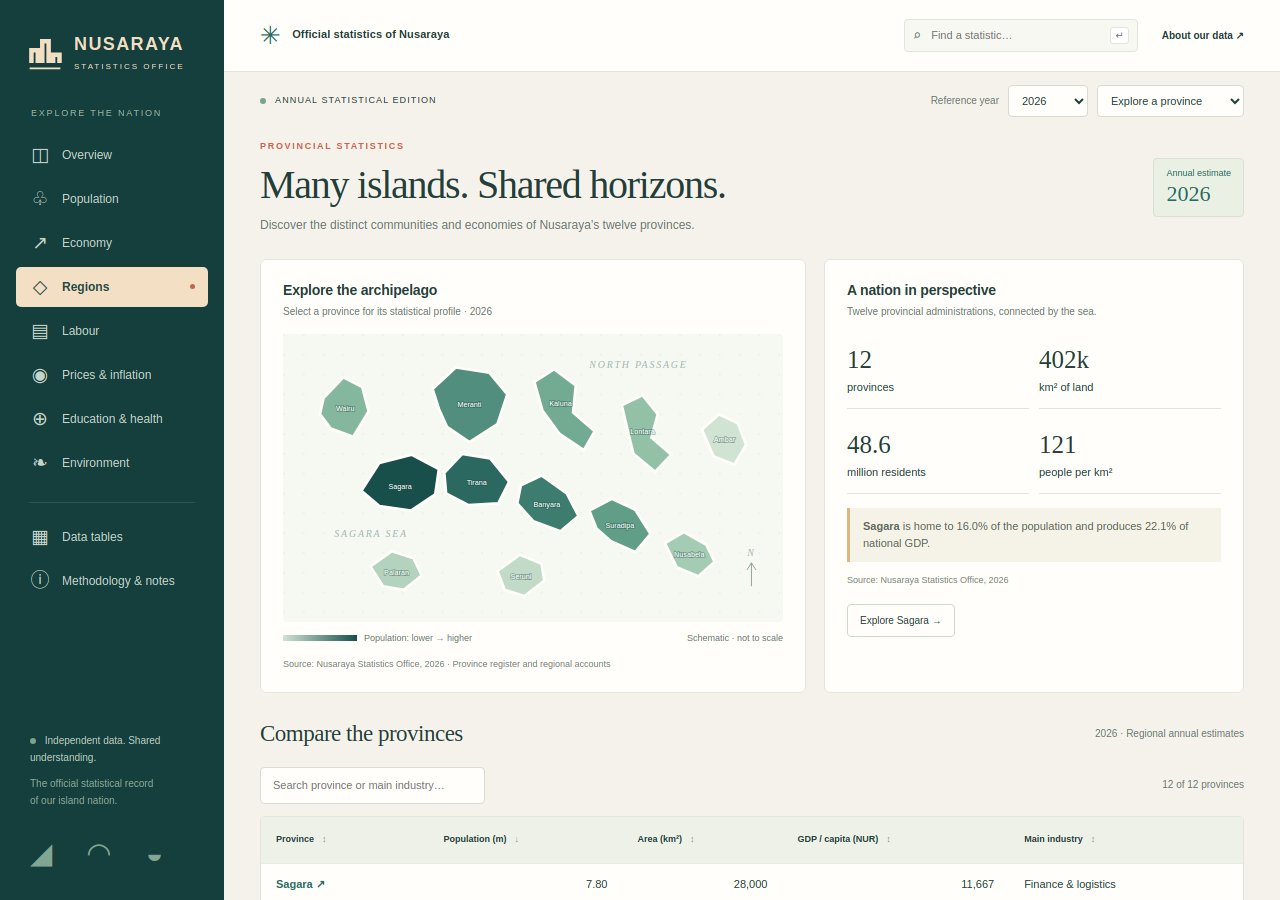 NUSARAYA
STATISTICS OFFICE
EXPLORE THE NATION
Overview
Population
Economy
Regions
Labour
Prices & inflation
Education & health
Environment
Data tables
Methodology & notes
Independent data. Shared
understanding.
The official statistical record
of our island nation.
Official statistics of Nusaraya
Find a statistic…
↵
About our data ↗
ANNUAL STATISTICAL EDITION
Reference year
2026
Explore a province
PROVINCIAL STATISTICS
Many islands. Shared horizons.
Discover the distinct communities and economies of Nusaraya's twelve provinces.
Annual estimate
2026
Explore the archipelago
Select a province for its statistical profile · 2026
NORTH PASSAGE
Wairu
Meranti
Kaluna
Lontara
Ambar
Sagara
Tirana
Banyara
Suradipa
Nusabela
SAGARA SEA
Palaran
Seruni
N
Population: lower → higher
Schematic · not to scale
Source: Nusaraya Statistics Office, 2026 · Province register and regional accounts
A nation in perspective
Twelve provincial administrations, connected by the sea.
12
provinces
402k
km² of land
48.6
million residents
121
people per km²
Sagara is home to 16.0% of the population and produces 22.1% of
national GDP.
Source: Nusaraya Statistics Office, 2026
Explore Sagara →
Compare the provinces
2026 · Regional annual estimates
Search province or main industry…
12 of 12 provinces
Province ↕ Population (m) ↓ Area (km²) ↕ GDP / capita (NUR) ↕ Main industry ↕
Sagara ↗ 7.80 28,000 11,667 Finance & logistics